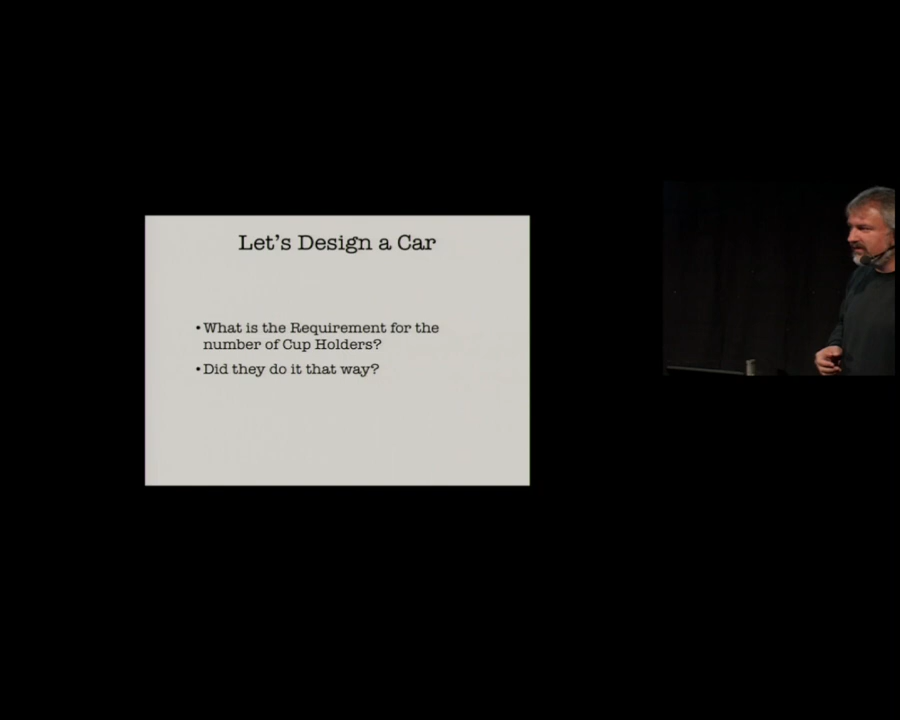 Let's Design a Car
• What is the Requirement for the
number of Cup Holders?
• Did they do it that way?